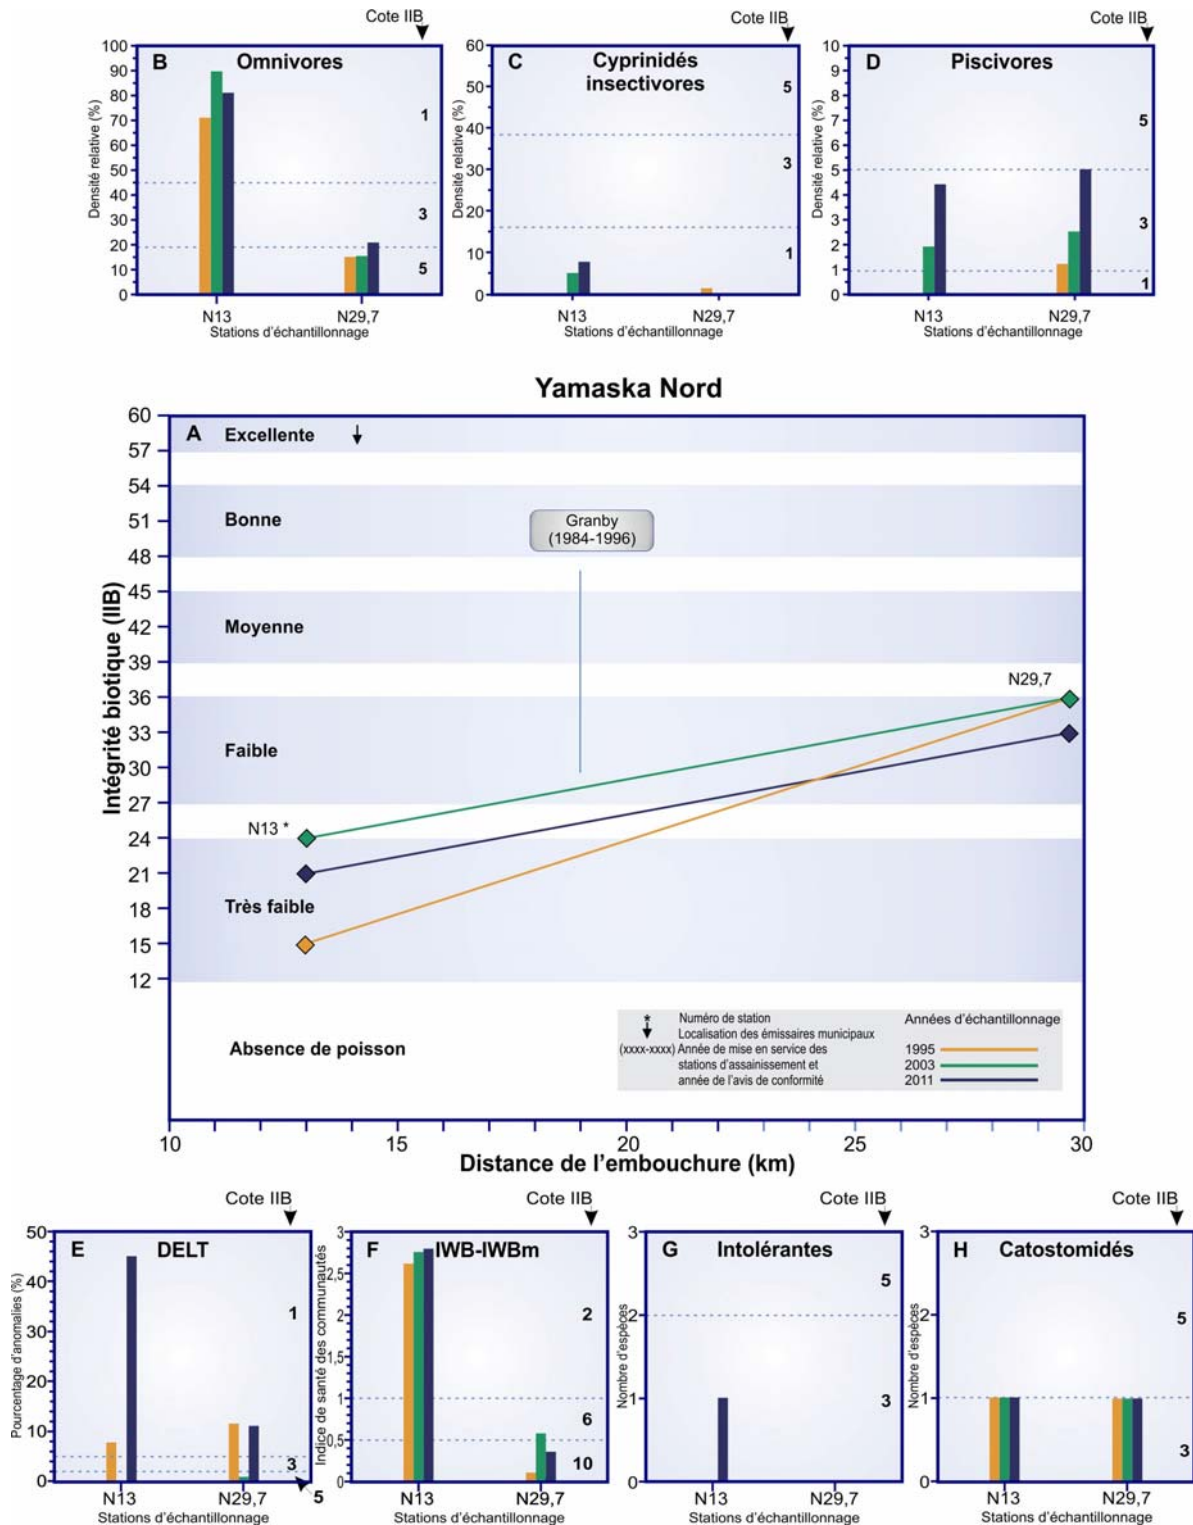 Cote IIB
Cote IIB
Cote IIB
B
Omnivores
Densité relative (%)
100
90
80
70
60
50
40
30
20
10
0
1
3
5
N13
N29,7
Stations d'échantillonnage
C
Cyprinidés
insectivores
Densité relative (%)
60
50
40
30
20
10
0
5
3
1
N13
N29,7
Stations d'échantillonnage
D
Piscivores
Densité relative (%)
10
9
8
7
6
5
4
3
2
1
0
5
3
1
N13
N29,7
Stations d'échantillonnage
Yamaska Nord
Intégrité biotique (IIB)
60
57
54
51
48
45
42
39
36
33
30
27
24
21
18
15
12
A
Excellente
Bonne
Granby
(1984-1996)
Moyenne
N29,7
Faible
N13 *
Très faible
Absence de poisson
* Numéro de station
Localisation des émissaires municipaux
(xxxx-xxxx) Année de mise en service des
stations d'assainissement et
année de l'avis de conformité
Années d'échantillonnage
1995
2003
2011
10
15
20
25
30
Distance de l'embouchure (km)
Cote IIB
Cote IIB
Cote IIB
Cote IIB
E
DELT
Pourcentage d'anomalies (%)
50
40
30
20
10
0
1
3
5
N13
N29,7
Stations d'échantillonnage
F
IWB-IWBm
Indice de santé des communautés
3
2,5
2
1,5
1
0,5
0
2
6
10
N13
N29,7
Stations d'échantillonnage
G
Intolérantes
Nombre d'espèces
3
2
1
0
5
3
N13
N29,7
Stations d'échantillonnage
H
Catostomidés
Nombre d'espèces
3
2
1
0
5
3
N13
N29,7
Stations d'échantillonnage